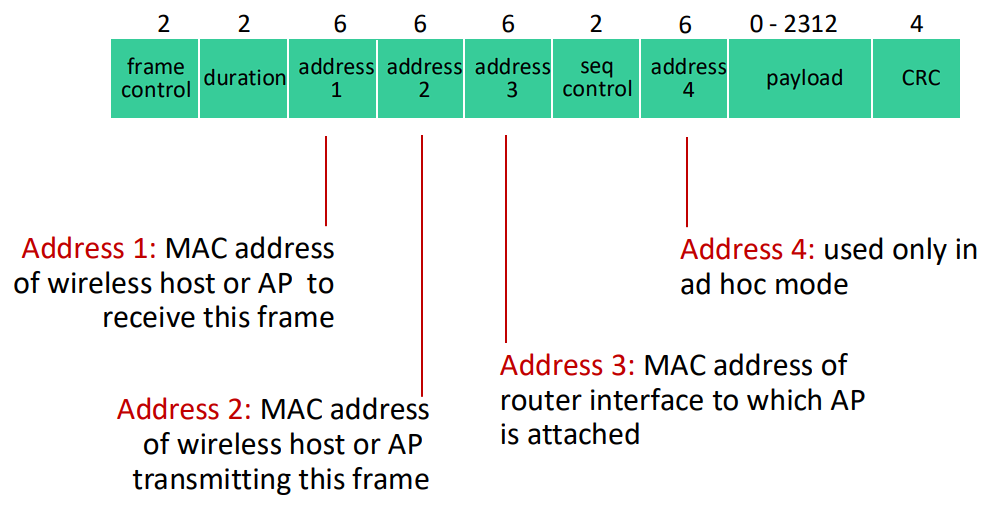 2 2 6 6 6 2 6 0 - 2312 4
frame control duration address 1 address 2 address 3 seq control address 4 payload CRC
Address 1: MAC address
of wireless host or AP to
receive this frame
Address 2: MAC address
of wireless host or AP
transmitting this frame
Address 3: MAC address of
router interface to which AP
is attached
Address 4: used only in
ad hoc mode